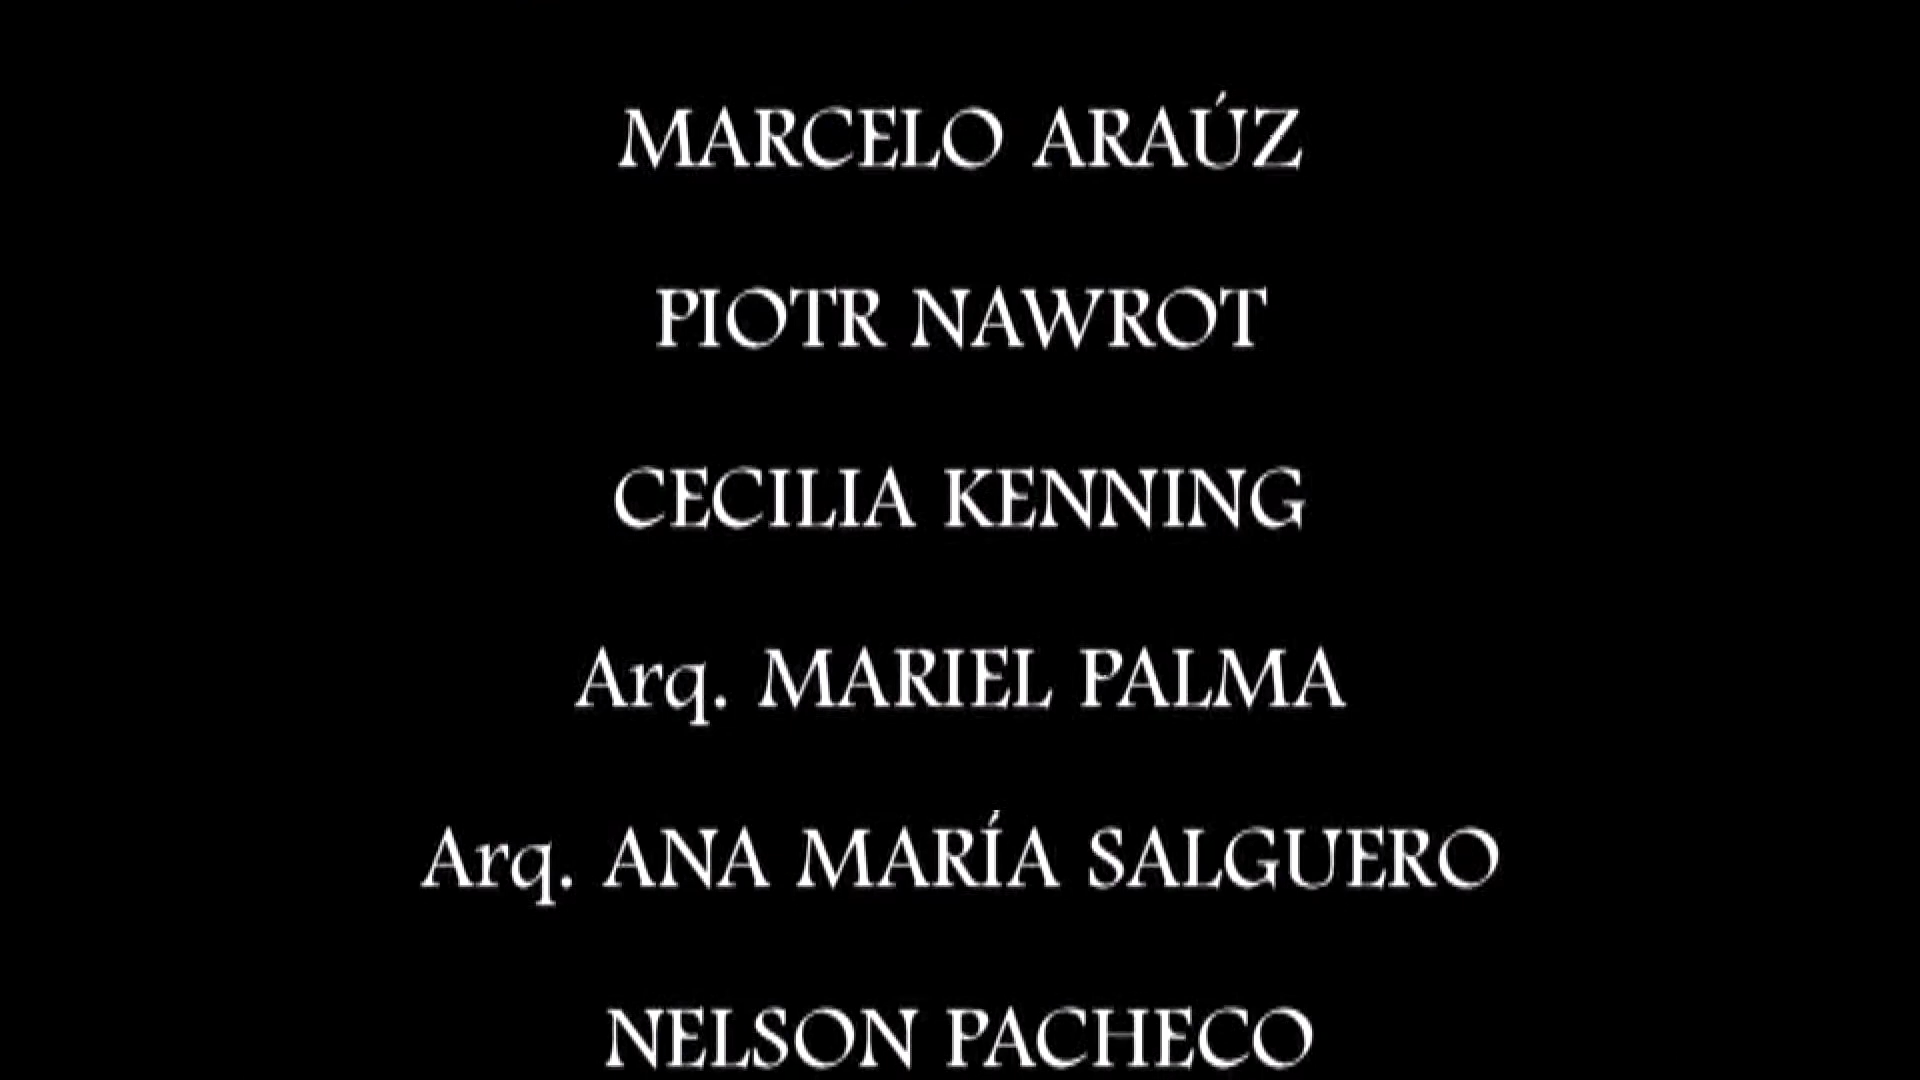 MARCELO ARAÚZ
PIOTR NAWROT
CECILIA KENNING
Arq. MARIEL PALMA
Arq. ANA MARÍA SALGUERO
NELSON PACHECO